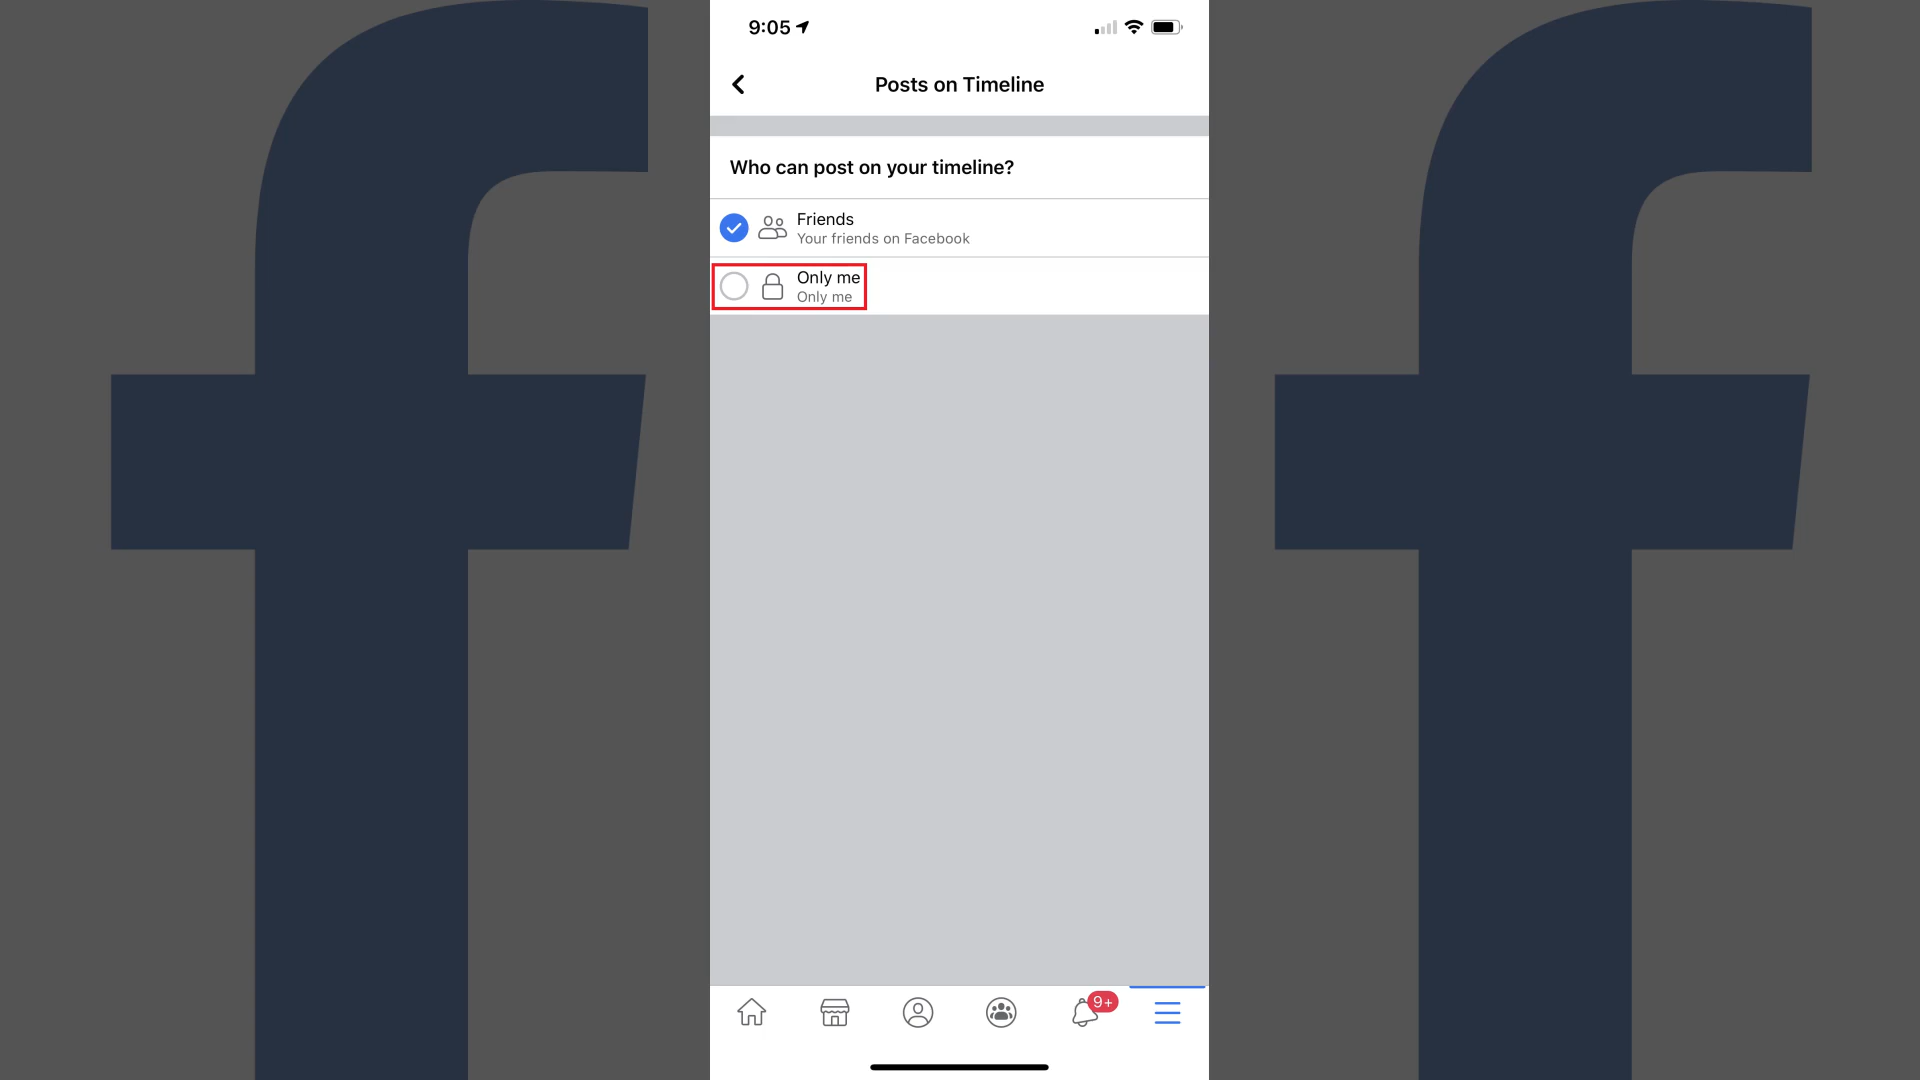 9:05
Posts on Timeline
Who can post on your timeline?
Friends
Your friends on Facebook
Only me
Only me
9+